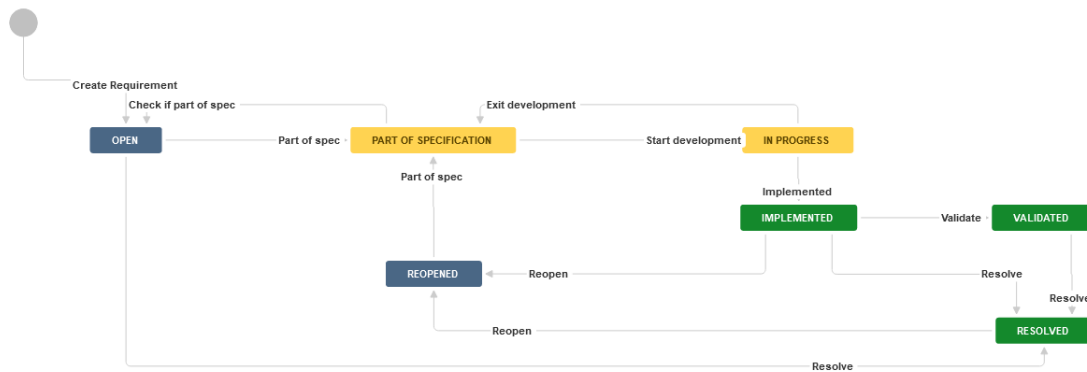 Create Requirement
Check if part of spec
Exit development
OPEN
Part of spec
PART OF SPECIFICATION
Start development
IN PROGRESS
Part of spec
Implemented
IMPLEMENTED
Validate
VALIDATED
REOPENED
Reopen
Resolve
Resolve
Reopen
RESOLVED
Resolve